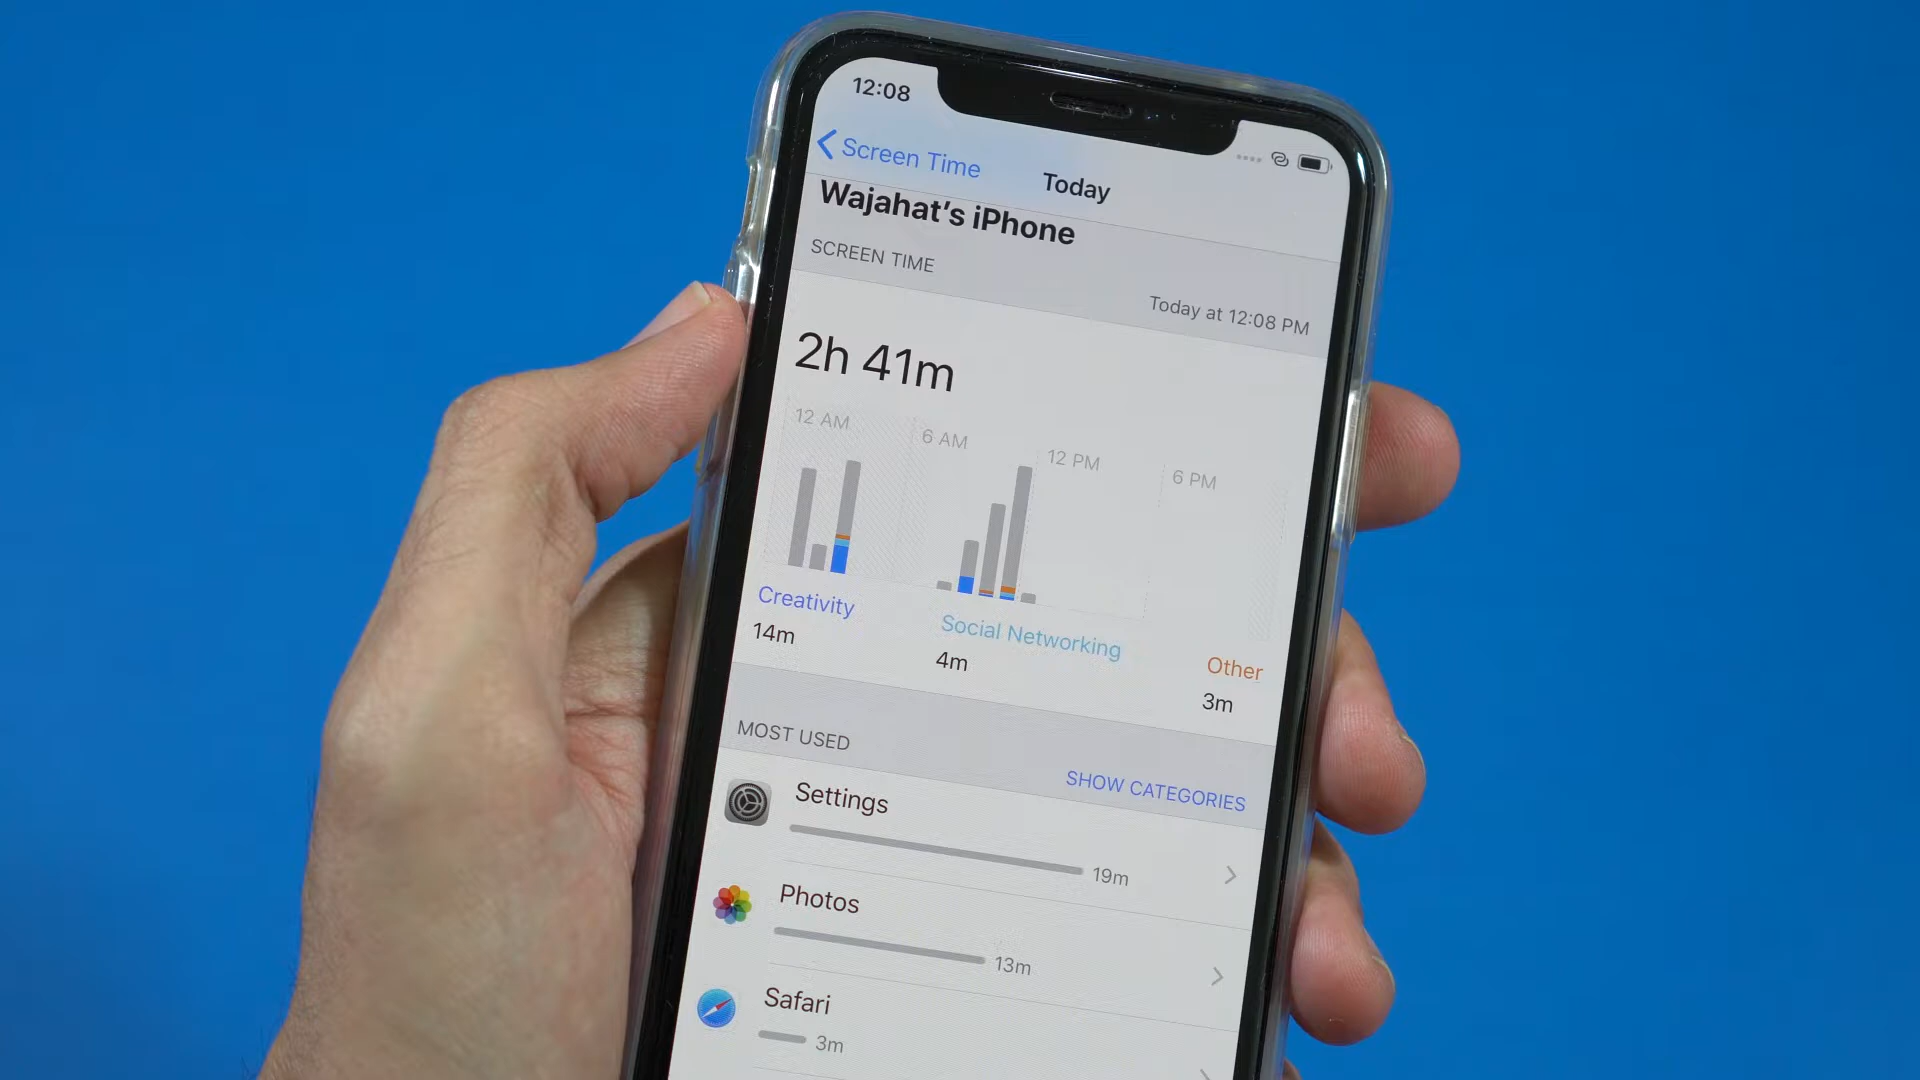 12:08
Screen Time
Today
Wajahat’s iPhone
SCREEN TIME
Today at 12:08 PM
2h 41m
12 AM
6 AM
12 PM
6 PM
Creativity
14m
Social Networking
4m
Other
3m
MOST USED
SHOW CATEGORIES
Settings
19m
Photos
13m
Safari
3m